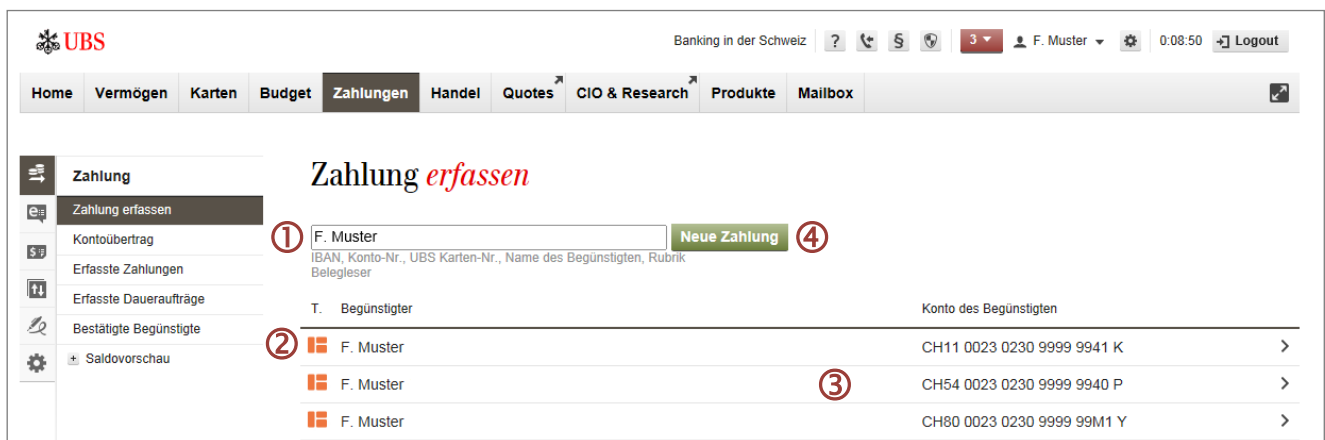 UBS
Banking in der Schweiz ? § 3 F. Muster 0:08:50 Logout
Home Vermögen Karten Budget Zahlungen Handel Quotes CIO & Research Produkte Mailbox
Zahlung
Zahlung erfassen
Kontoübertrag
Erfasste Zahlungen
Erfasste Daueraufträge
Bestätigte Begünstigte
+ Saldovorschau
Zahlung erfassen
① F. Muster Neue Zahlung ④
IBAN, Konto-Nr., UBS Karten-Nr., Name des Begünstigten, Rubrik
Belegleser
T. Begünstigter Konto des Begünstigten
② F. Muster CH11 0023 0230 9999 9941 K
F. Muster ③ CH54 0023 0230 9999 9940 P
F. Muster CH80 0023 0230 9999 99M1 Y